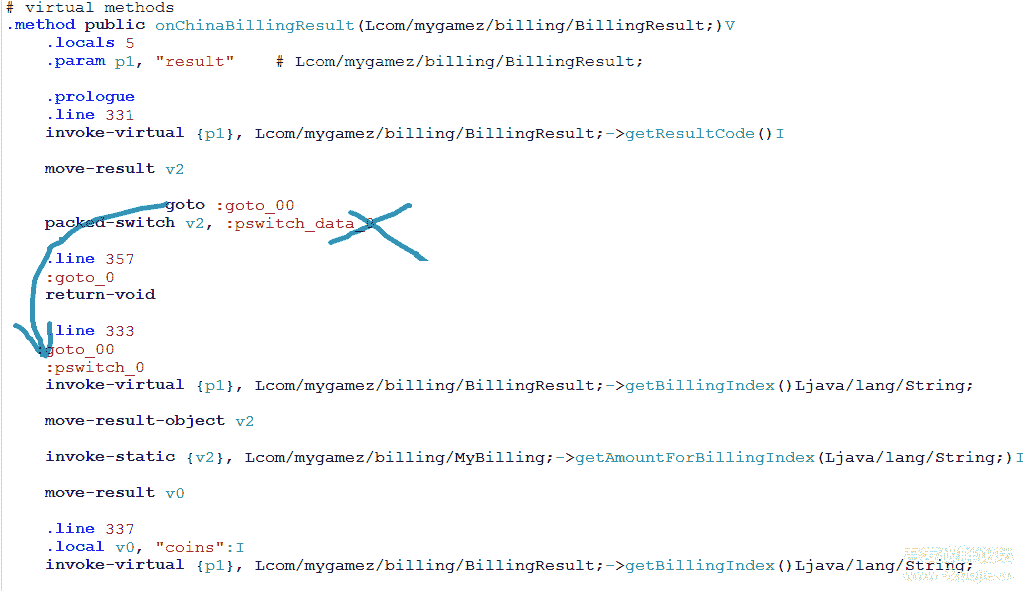 # virtual methods
.method public onChinaBillingResult(Lcom/mygamez/billing/BillingResult;)V
.locals 5
.param p1, "result" # Lcom/mygamez/billing/BillingResult;
.prologue
.line 331
invoke-virtual {p1}, Lcom/mygamez/billing/BillingResult;->getResultCode()I
move-result v2
goto :goto_00
packed-switch v2, :pswitch_data_0
.line 357
:goto_0
return-void
.line 333
:goto_00
:pswitch_0
invoke-virtual {p1}, Lcom/mygamez/billing/BillingResult;->getBillingIndex()Ljava/lang/String;
move-result-object v2
invoke-static {v2}, Lcom/mygamez/billing/MyBilling;->getAmountForBillingIndex(Ljava/lang/String;)I
move-result v0
.line 337
.local v0, "coins":I
invoke-virtual {p1}, Lcom/mygamez/billing/BillingResult;->getBillingIndex()Ljava/lang/String;